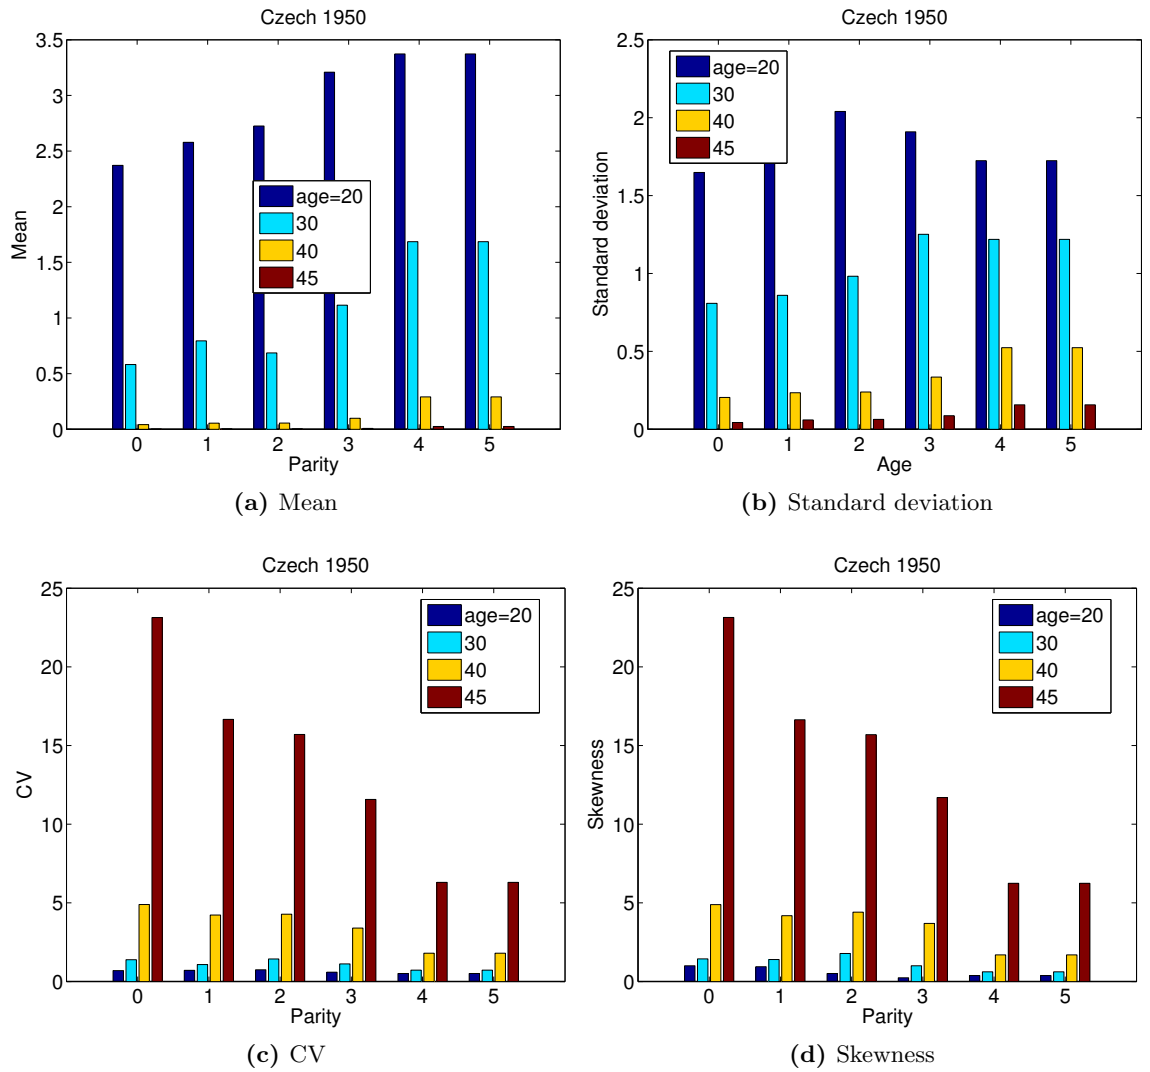 Czech 1950
3.5
3
2.5
2
1.5
1
0.5
0
Mean
age=20
30
40
45
0 1 2 3 4 5
Parity
(a) Mean
Czech 1950
2.5
2
1.5
1
0.5
0
Standard deviation
age=20
30
40
45
0 1 2 3 4 5
Age
(b) Standard deviation
Czech 1950
25
20
15
10
5
0
CV
age=20
30
40
45
0 1 2 3 4 5
Parity
(c) CV
Czech 1950
25
20
15
10
5
0
Skewness
age=20
30
40
45
0 1 2 3 4 5
Parity
(d) Skewness